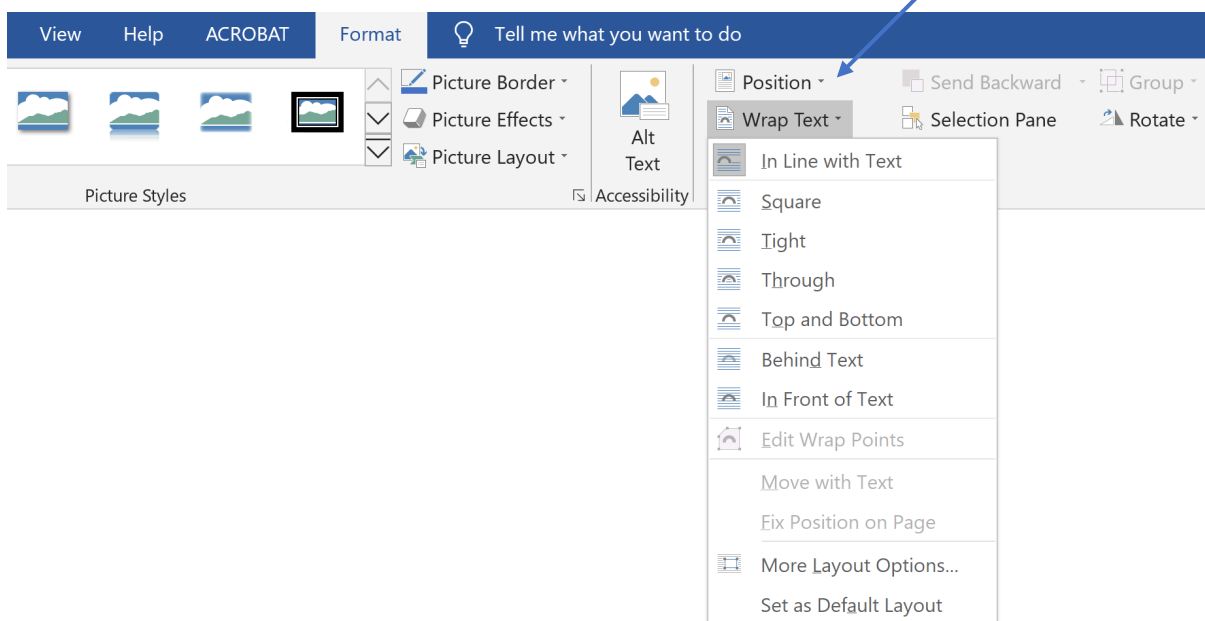 View Help ACROBAT Format Tell me what you want to do
Picture Border
Picture Effects
Picture Layout
Picture Styles
Alt
Text
Accessibility
Position
Wrap Text
Send Backward
Group
Selection Pane
Rotate
In Line with Text
Square
Tight
Through
Top and Bottom
Behind Text
In Front of Text
Edit Wrap Points
Move with Text
Fix Position on Page
More Layout Options...
Set as Default Layout